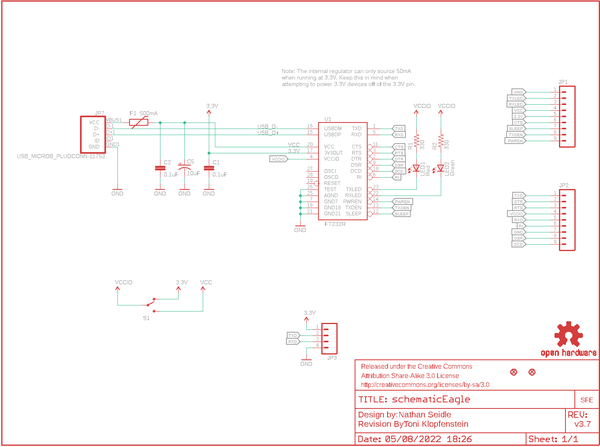 Note: The internal regulator can only source 50mA
when running at 3.3V. Keep this in mind when
attempting to power 3.3V devices off of the 3.3V pin.
F1 500mA
3.3V
VCCIO
VCCIO
U1
JP1
JP2
USB_D-
USB_D+
VCC
3.3V
VCC
D-
D+
GND
USBDM
USBDP
VCC
3V3OUT
VCCIO
OSCI
OSCO
RESET
TEST
AGND
GND7
GND18
GND21
TXD
RXD
CTS
RTS
DTR
DSR
DCD
RI
TXLED
RXLED
PWREN
TXDEN
SLEEP
PWREN
TXDEN
SLEEP
FT232R
R1
330
R2
330
LED1
Red
LED2
Green
C2
0.1uF
C5
10uF
C1
0.1uF
GND
GND
GND
GND
GND
SLEEP
TXDEN
PWREN
VCCIO
3.3V
VCC
S1
3.3V
JP3
GND
open hardware
Released under the Creative Commons
Attribution Share-Alike 3.0 License
http://creativecommons.org/licenses/by-sa/3.0
TITLE: schematicEagle
SFE
Design by:Nathan Seidle
Revision ByToni Klopfenstein
REV:
v3.7
Date: 05/08/2022 18:26
Sheet: 1/1